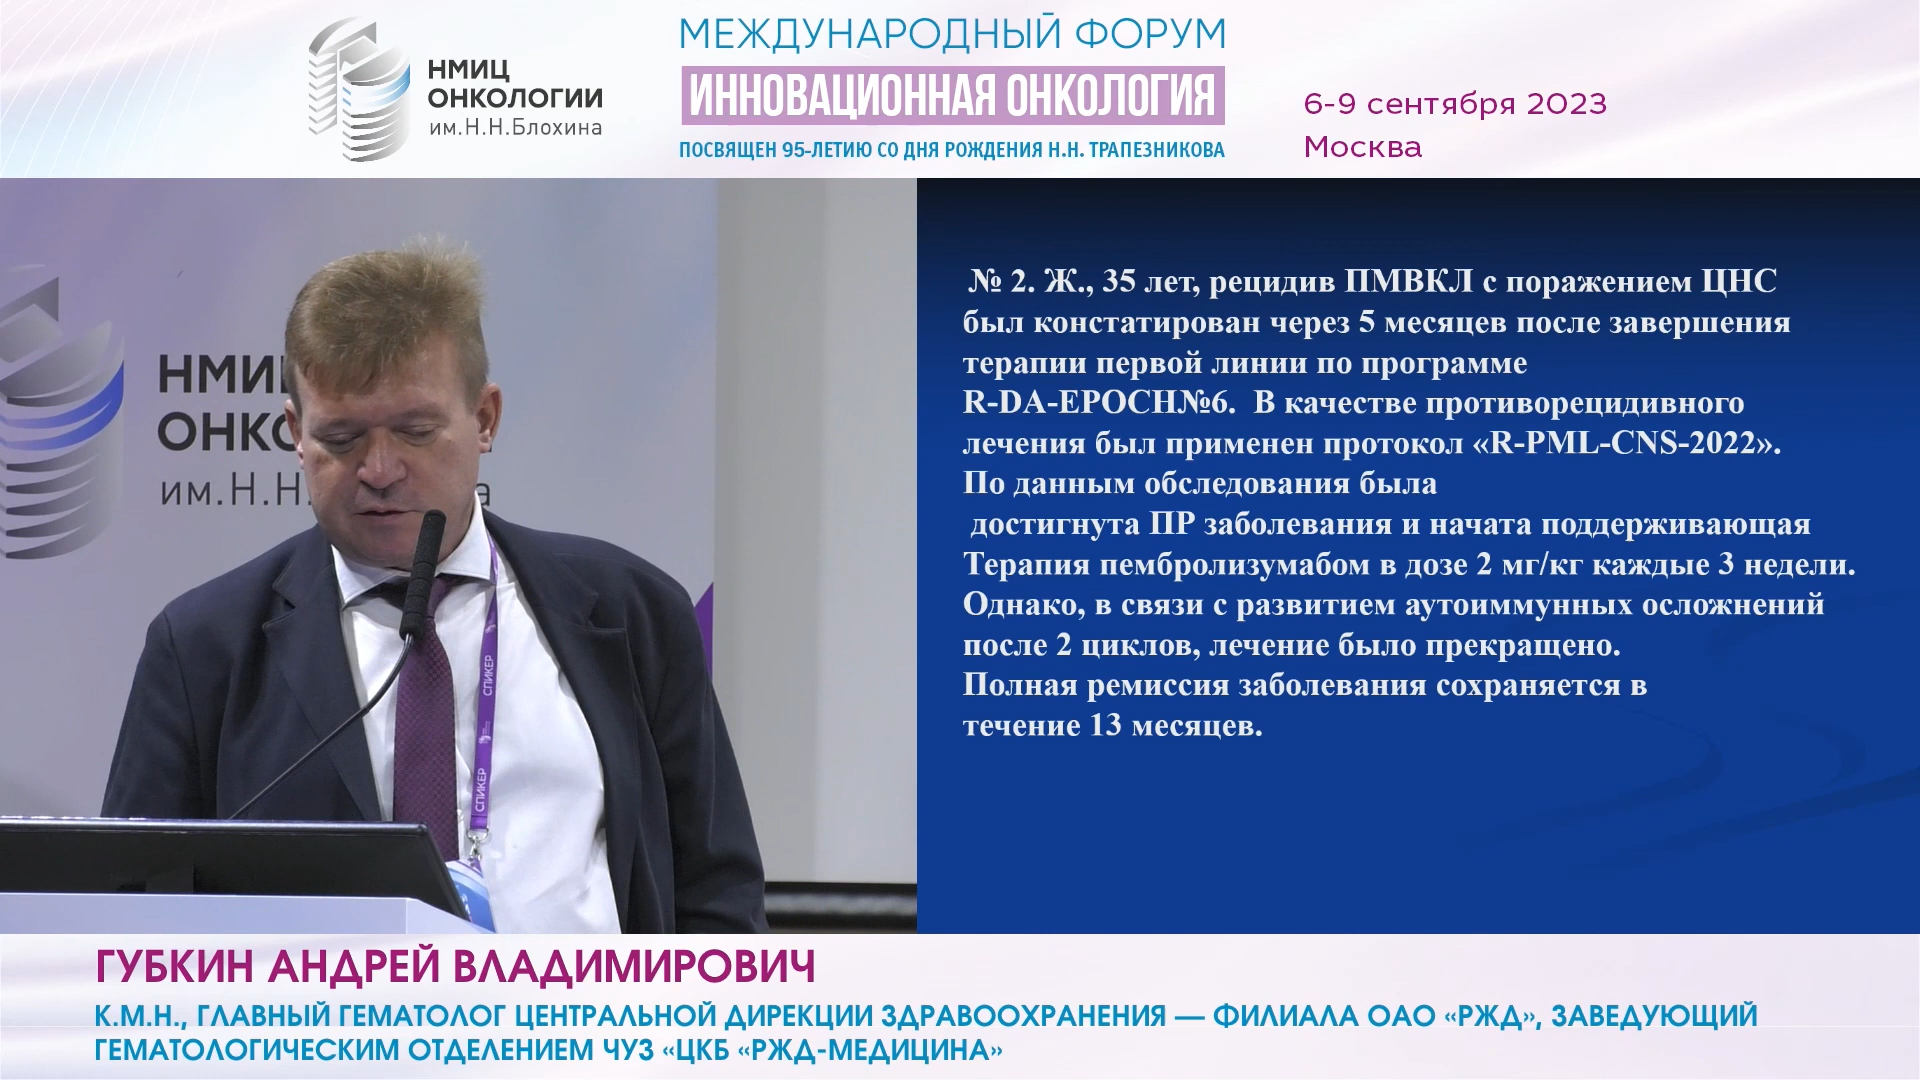 НМИЦ
ОНКОЛОГИИ
им.Н.Н.Блохина
МЕЖДУНАРОДНЫЙ ФОРУМ
ИННОВАЦИОННАЯ ОНКОЛОГИЯ
ПОСВЯЩЕН 95-ЛЕТИЮ СО ДНЯ РОЖДЕНИЯ Н.Н. ТРАПЕЗНИКОВА
6-9 сентября 2023
Москва
НМИ
ОНКО
им.Н.Н.
а
СПИКЕР
СПИКЕР
№ 2. Ж., 35 лет, рецидив ПМВКЛ с поражением ЦНС
был констатирован через 5 месяцев после завершения
терапии первой линии по программе
R-DA-EPOCH№6. В качестве противорецидивного
лечения был применен протокол «R-PML-CNS-2022».
По данным обследования была
достигнута ПР заболевания и начата поддерживающая
Терапия пембролизумабом в дозе 2 мг/кг каждые 3 недели.
Однако, в связи с развитием аутоиммунных осложнений
после 2 циклов, лечение было прекращено.
Полная ремиссия заболевания сохраняется в
течение 13 месяцев.
ГУБКИН АНДРЕЙ ВЛАДИМИРОВИЧ
К.М.Н., ГЛАВНЫЙ ГЕМАТОЛОГ ЦЕНТРАЛЬНОЙ ДИРЕКЦИИ ЗДРАВООХРАНЕНИЯ — ФИЛИАЛА ОАО «РЖД», ЗАВЕДУЮЩИЙ
ГЕМАТОЛОГИЧЕСКИМ ОТДЕЛЕНИЕМ ЧУЗ «ЦКБ «РЖД-МЕДИЦИНА»